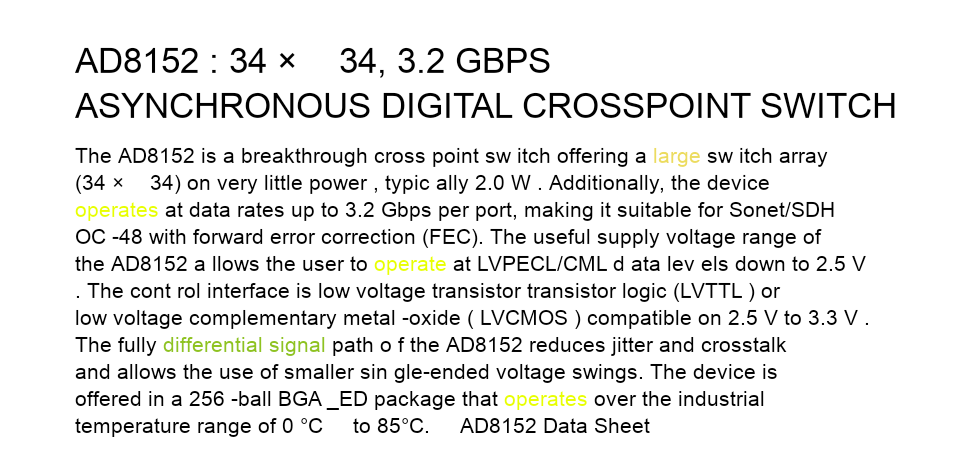 AD8152 : 34 × 34, 3.2 GBPS
ASYNCHRONOUS DIGITAL CROSSPOINT SWITCH
The AD8152 is a breakthrough cross point sw itch offering a large sw itch array
(34 × 34) on very little power , typic ally 2.0 W . Additionally, the device
operates at data rates up to 3.2 Gbps per port, making it suitable for Sonet/SDH
OC -48 with forward error correction (FEC). The useful supply voltage range of
the AD8152 a llows the user to operate at LVPECL/CML d ata lev els down to 2.5 V
. The cont rol interface is low voltage transistor transistor logic (LVTTL ) or
low voltage complementary metal -oxide ( LVCMOS ) compatible on 2.5 V to 3.3 V .
The fully differential signal path o f the AD8152 reduces jitter and crosstalk
and allows the use of smaller sin gle-ended voltage swings. The device is
offered in a 256 -ball BGA _ED package that operates over the industrial
temperature range of 0 °C to 85°C. AD8152 Data Sheet